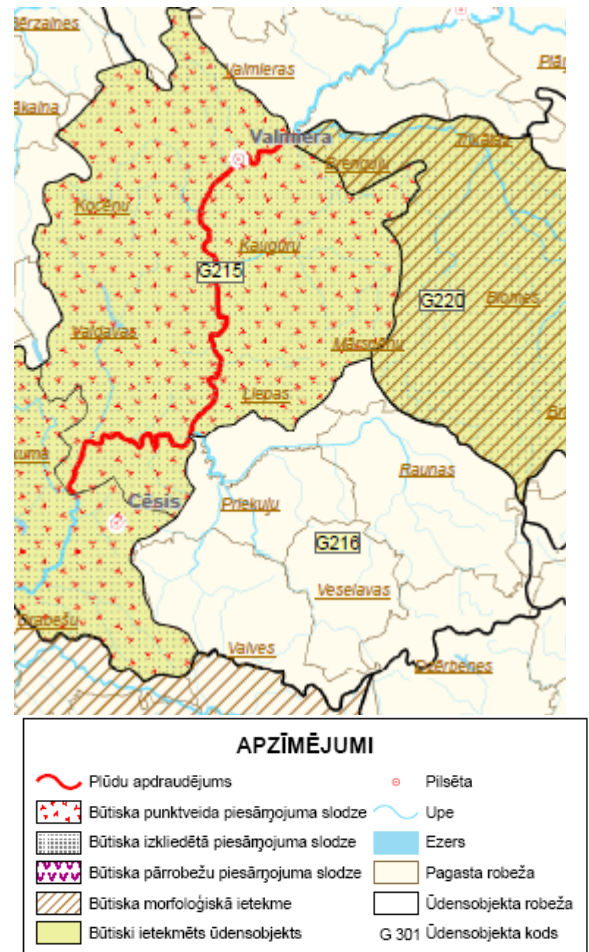 Bērzaines
Valmieras
Valmiera
Trikātas
Brenguļu
Kocēnu
Kauguru
G215
G220
Blomes
Vaidavas
Mārsnēnu
Liepas
Raunas
Cēsis
Priekuļu
G216
Veselavas
Drabešu
Vaives
Dzērbenes
APZĪMĒJUMI
Plūdu apdraudējums
Pilsēta
Būtiska punktveida piesārņojuma slodze
Upe
Būtiska izkliedētā piesārņojuma slodze
Ezers
Būtiska pārrobežu piesārņojuma slodze
Pagasta robeža
Būtiska morfoloģiskā ietekme
Ūdensobjekta robeža
Būtiski ietekmēts ūdensobjekts
G 301 Ūdensobjekta kods